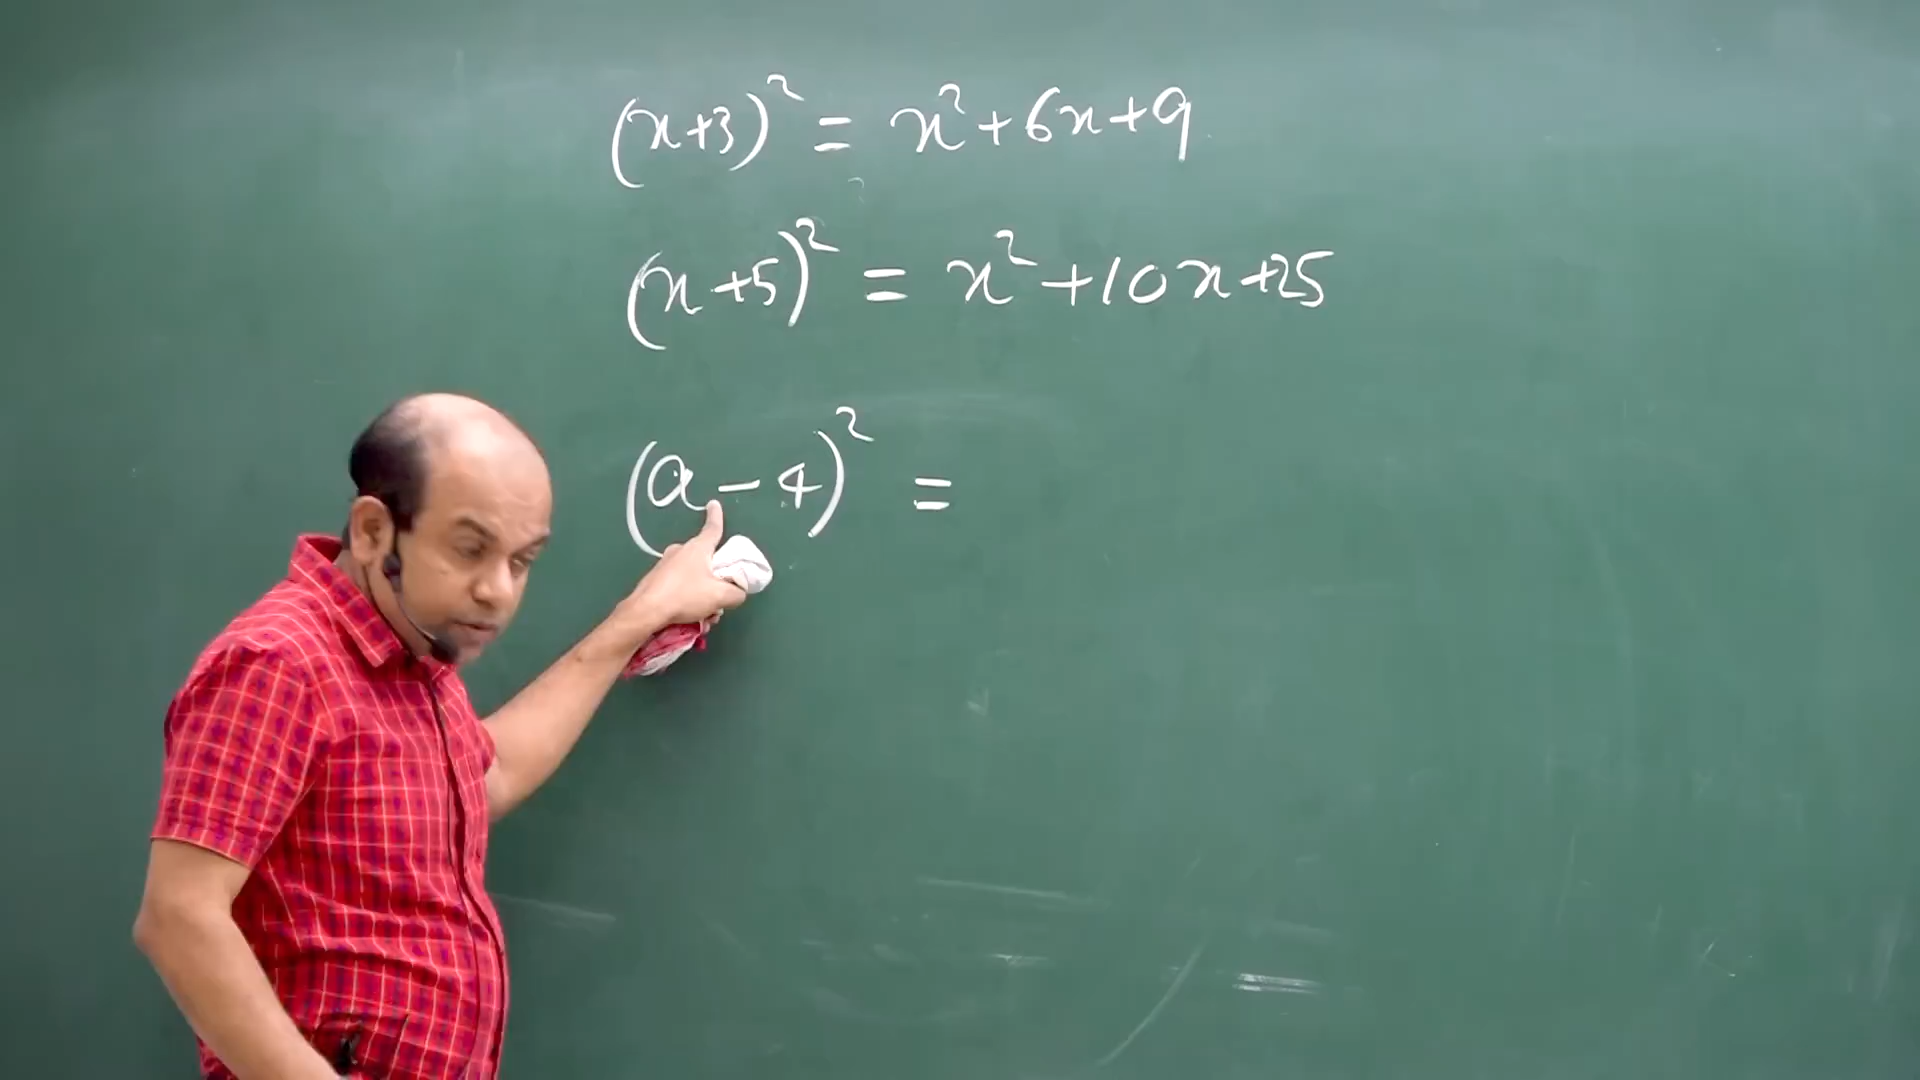 (x+3)² = x²+6x+9
(x+5)² = x²+10x+25
(a-4)² =